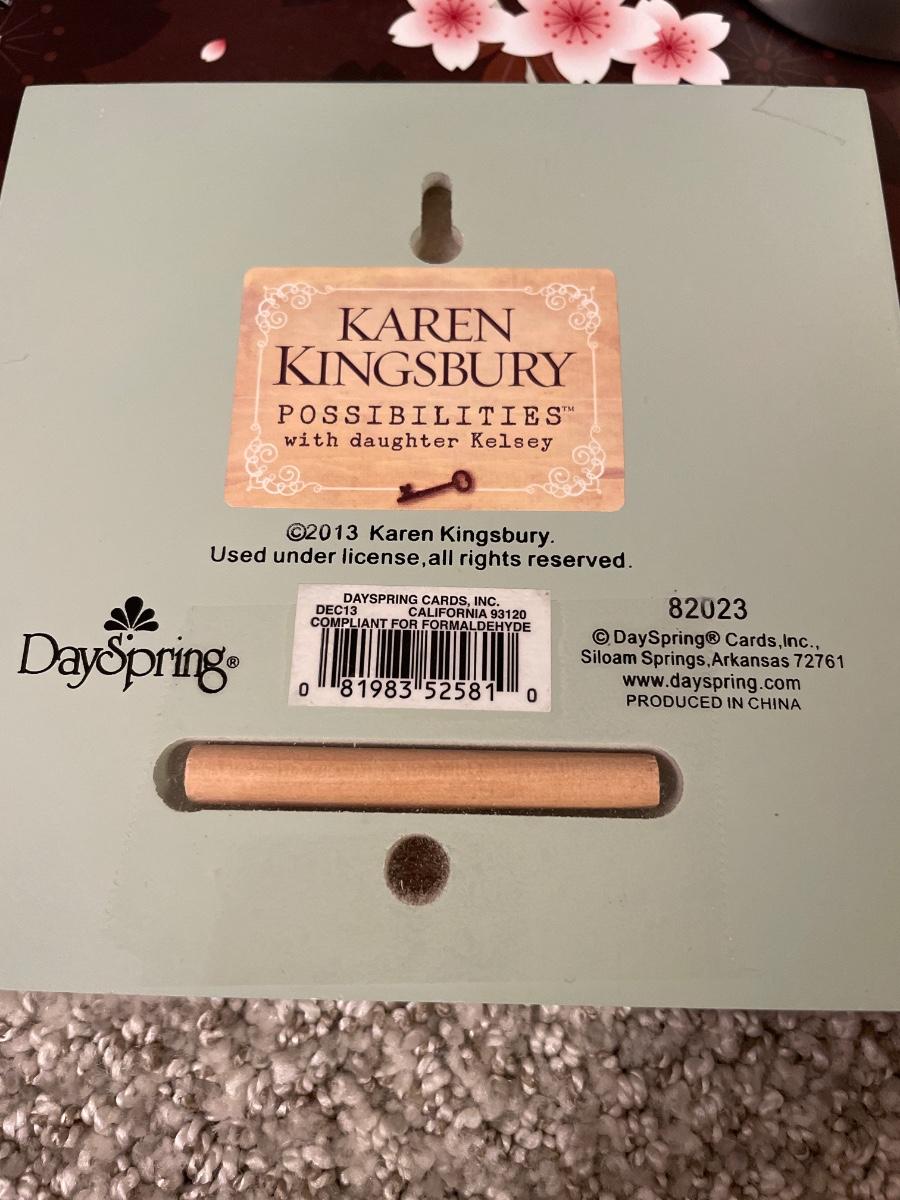 KAREN
KINGSBURY
POSSIBILITIES™
with daughter Kelsey
©2013 Karen Kingsbury.
Used under license,all rights reserved.
DaySpring®
DAYSPRING CARDS, INC.
DEC13 CALIFORNIA 93120
COMPLIANT FOR FORMALDEHYDE
0 81983 52581 0
82023
© DaySpring® Cards,Inc.,
Siloam Springs,Arkansas 72761
www.dayspring.com
PRODUCED IN CHINA